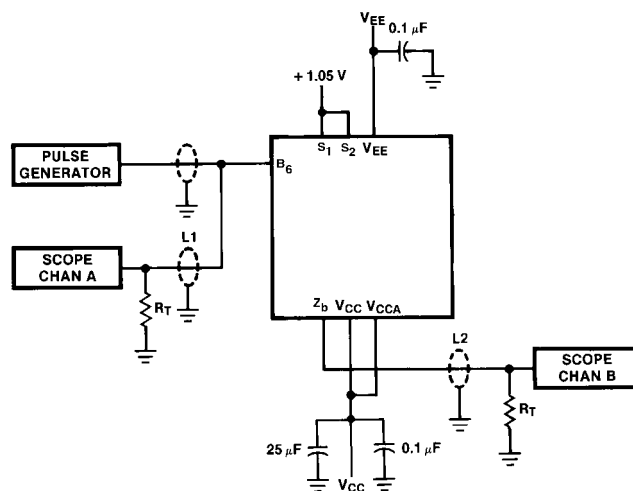 VEE
0.1 µF
+ 1.05 V
S1 S2 VEE
PULSE
GENERATOR
B6
L1
SCOPE
CHAN A
RT
Zb VCC VCCA
L2
SCOPE
CHAN B
RT
25 µF
0.1 µF
VCC